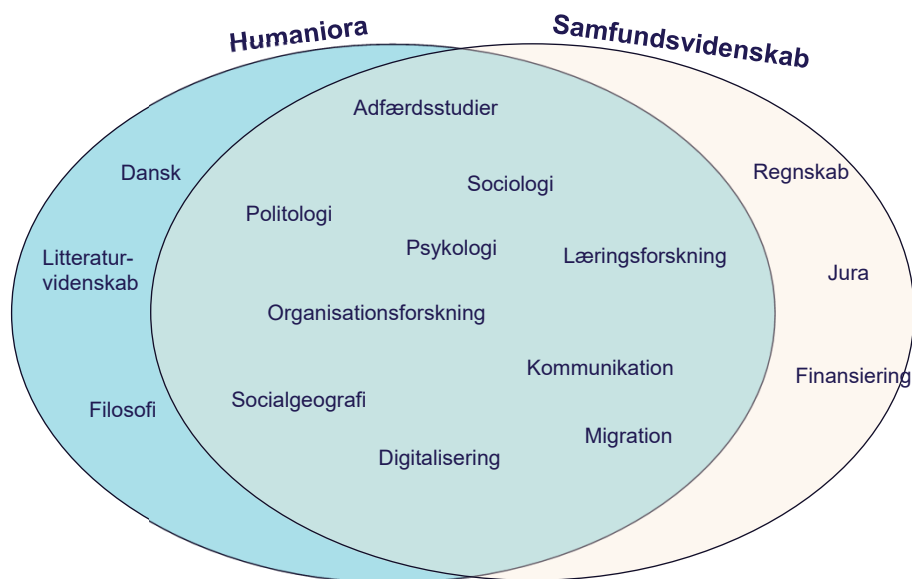 Humaniora
Samfundsvidenskab
Adfærdsstudier
Dansk
Sociologi
Regnskab
Politologi
Psykologi
Læringsforskning
Litteratur-
videnskab
Jura
Organisationsforskning
Kommunikation
Finansiering
Socialgeografi
Filosofi
Migration
Digitalisering